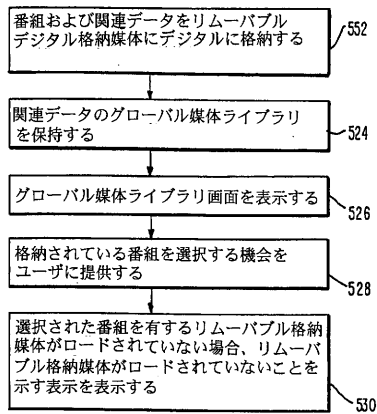 番組および関連データをリムーバブル
デジタル格納媒体にデジタルに格納する
552
関連データのグローバル媒体ライブラリ
を保持する
524
グローバル媒体ライブラリ画面を表示する
526
格納されている番組を選択する機会を
ユーザに提供する
528
選択された番組を有するリムーバブル格納
媒体がロードされていない場合、リムーバ
ブル格納媒体がロードされていないことを
示す表示を表示する
530